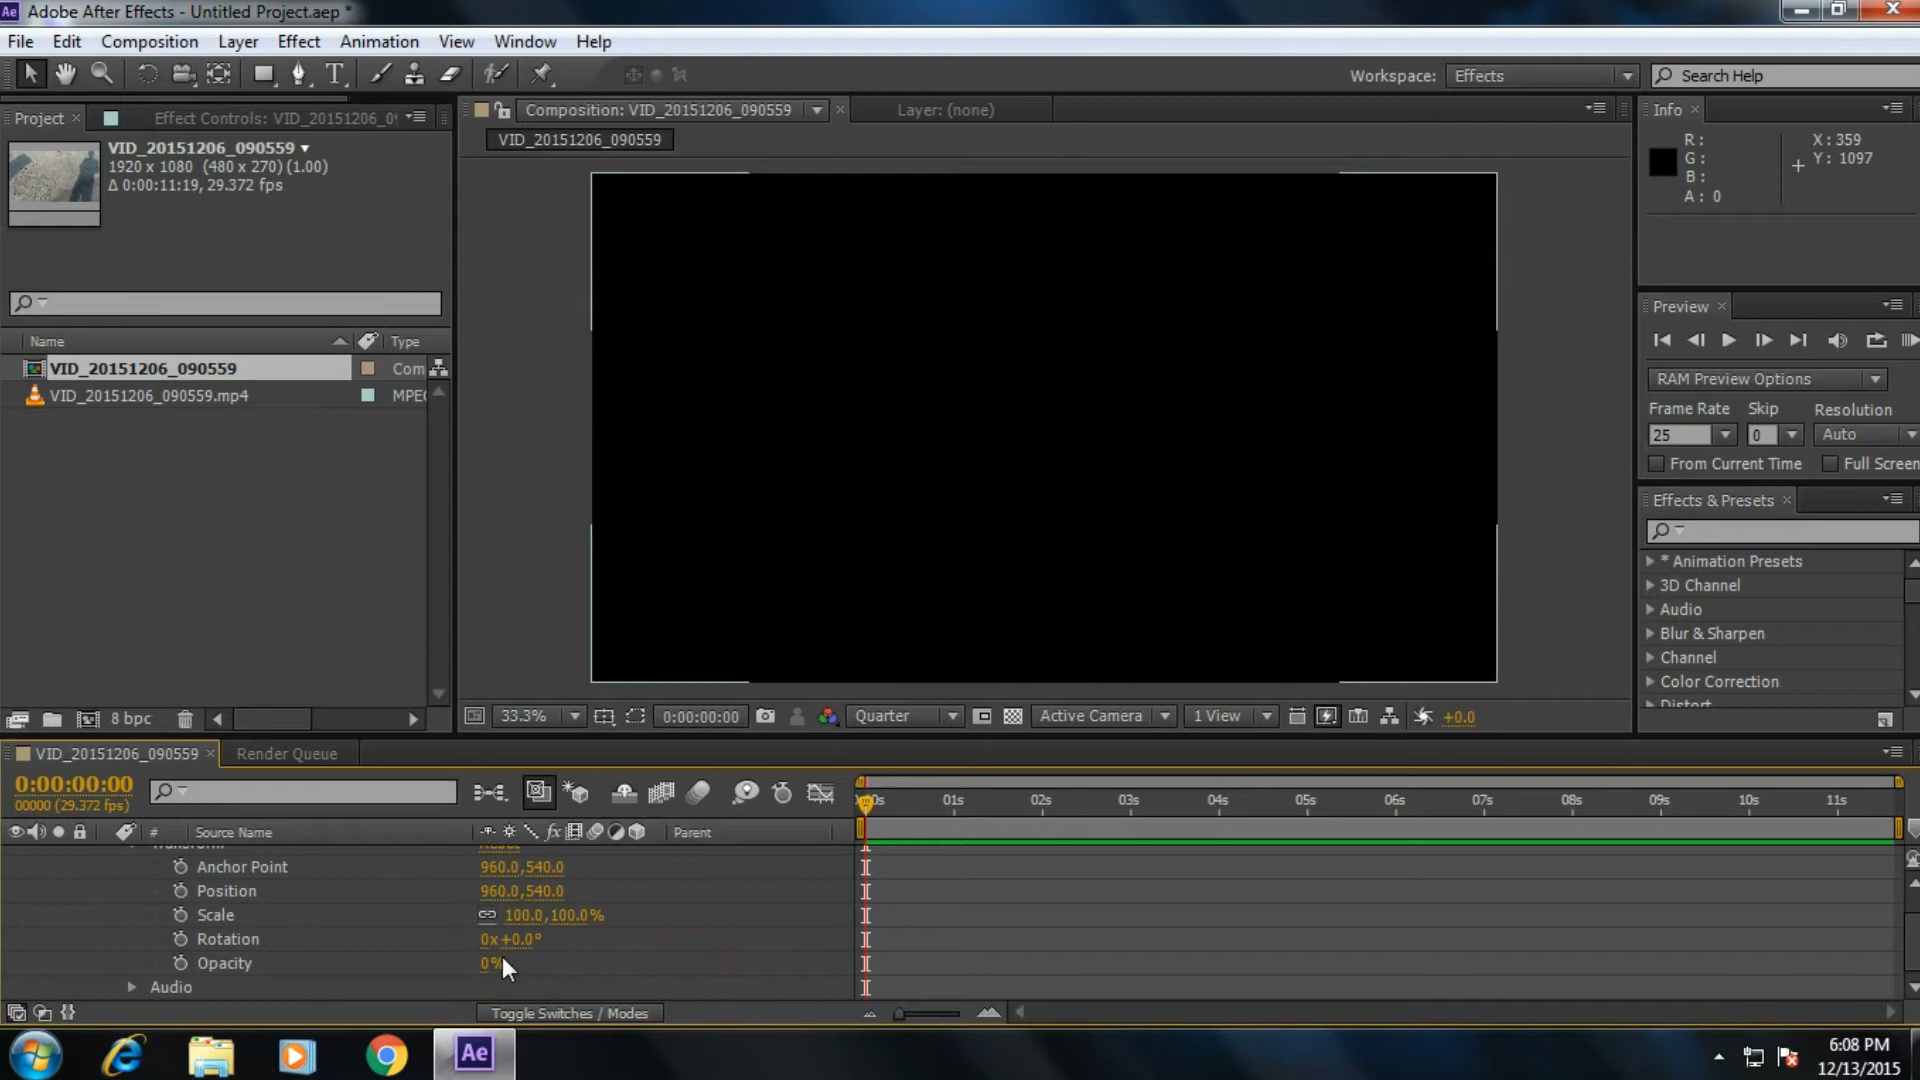 Ae Adobe After Effects - Untitled Project.aep *
File Edit Composition Layer Effect Animation View Window Help
T
Workspace: Effects
Search Help
Project × Effect Controls: VID_20151206_0
VID_20151206_090559
1920 x 1080 (480 x 270) (1.00)
Δ 0:00:11:19, 29.372 fps
Composition: VID_20151206_090559 × Layer: (none)
VID_20151206_090559
Info ×
R :
G :
B :
A : 0
X : 359
Y : 1097
Name Type
VID_20151206_090559 Com
VID_20151206_090559.mp4 MPE
8 bpc
Preview ×
RAM Preview Options
Frame Rate Skip Resolution
25 0 Auto
From Current Time Full Screen
Effects & Presets ×
* Animation Presets
3D Channel
Audio
Blur & Sharpen
Channel
Color Correction
Distort
33.3% 0:00:00:00 Quarter Active Camera 1 View +0.0
VID_20151206_090559 × Render Queue
0:00:00:00
00000 (29.372 fps)
01s 02s 03s 04s 05s 06s 07s 08s 09s 10s 11s
# Source Name fx Parent
Transform Reset
Anchor Point 960.0,540.0
Position 960.0,540.0
Scale 100.0,100.0%
Rotation 0x+0.0°
Opacity 0%
Audio
Toggle Switches / Modes
Ae
6:08 PM
12/13/2015